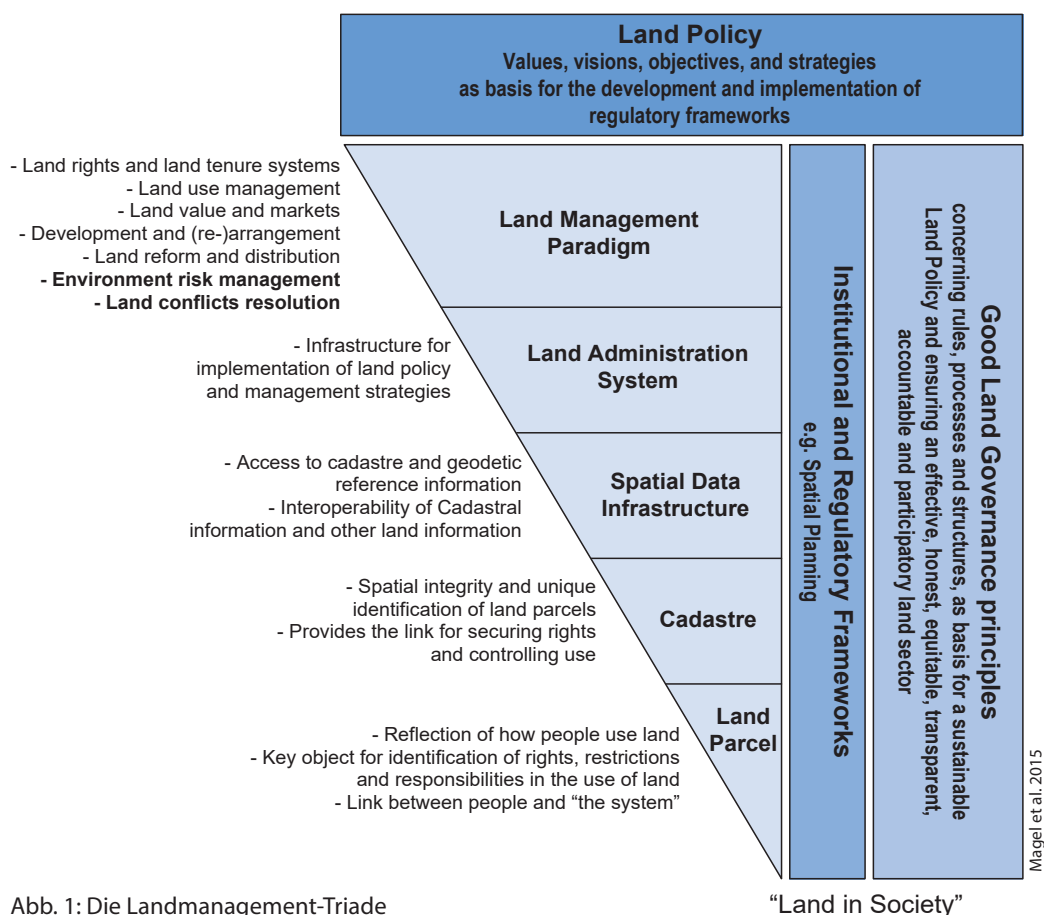 Land Policy
Values, visions, objectives, and strategies
as basis for the development and implementation of
regulatory frameworks
- Land rights and land tenure systems
- Land use management
- Land value and markets
- Development and (re-)arrangement
- Land reform and distribution
- Environment risk management
- Land conflicts resolution
Land Management
Paradigm
- Infrastructure for
implementation of land policy
and management strategies
Land Administration
System
- Access to cadastre and geodetic
reference information
- Interoperability of Cadastral
information and other land information
Spatial Data
Infrastructure
- Spatial integrity and unique
identification of land parcels
- Provides the link for securing rights
and controlling use
Cadastre
- Reflection of how people use land
- Key object for identification of rights, restrictions
and responsibilities in the use of land
- Link between people and “the system”
Land
Parcel
Institutional and Regulatory Frameworks
e.g. Spatial Planning
Good Land Governance principles
concerning rules, processes and structures, as basis for a sustainable
Land Policy and ensuring an effective, honest, equitable, transparent,
accountable and participatory land sector
Magel et al. 2015
Abb. 1: Die Landmanagement-Triade
“Land in Society”